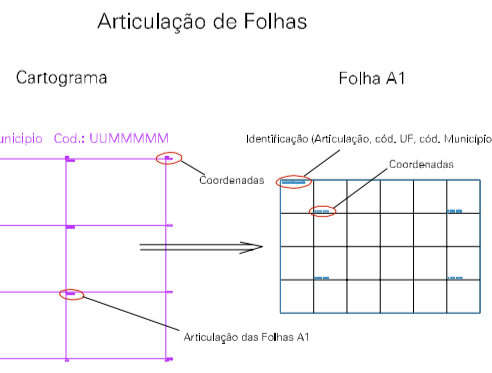 Articulação de Folhas
Cartograma
Folha A1
unicipio Cod.: UUMMMMM
Identificação (Articulação, cód. UF, cód. Município
Coordenadas
Coordenadas
Articulação das Folhas A1